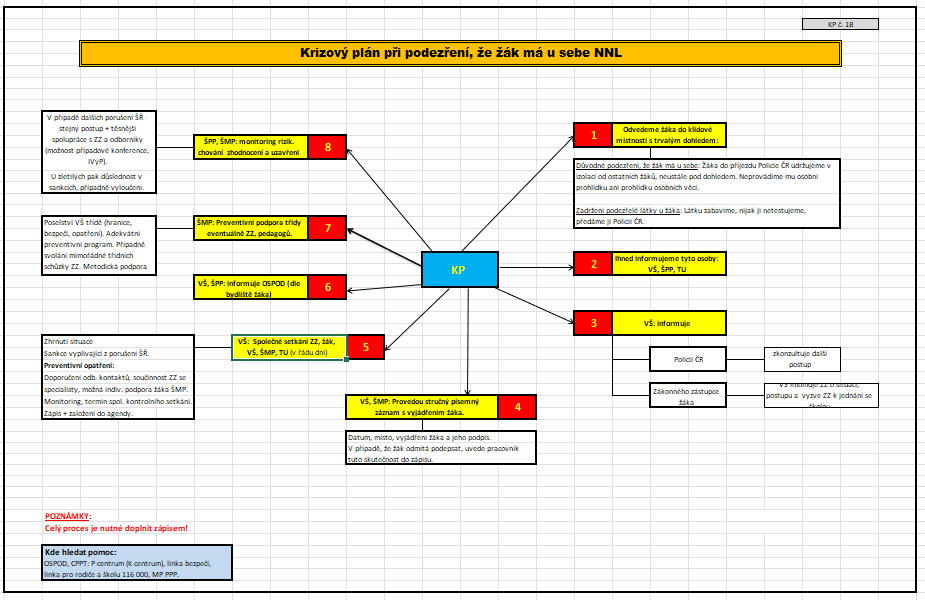 KP č. 1B
Krizový plán při podezření, že žák má u sebe NNL
V případě dalších porušení ŠŘ
stejný postup + těsnější
spolupráce s ZZ a odborníky
(možnost případové konference,
IVýP).
U zletilých pak důslednost v
sankcích, případně vyloučení.
ŠPP, ŠMP: monitoring rizik.
chování zhodnocení a uzavření
8
1
Odvedeme žáka do klidové
místnosti s trvalým dohledem:
Důvodné podezření, že žák má u sebe: Žáka do příjezdu Policie ČR udržujeme v
izolaci od ostatních žáků, neustále pod dohledem. Neprovádíme mu osobní
prohlídku ani prohlídku osobních věcí.
Zadržení podezřelé látky u žáka: Látku zabavíme, nijak ji netestujeme,
předáme ji Policii ČR.
Poselství VŠ třídě (hranice,
bezpečí, opatření). Adekvátní
preventivní program. Případně
svolání mimořádné třídních
schůzky ZZ. Metodická podpora
ŠMP: Preventivní podpora třídy
eventuálně ZZ, pedagogů.
7
KP
2
Ihned informujeme tyto osoby:
VŠ, ŠPP, TU
VŠ, ŠPP: informuje OSPOD (dle
bydliště žáka)
6
3
VŠ: informuje
Zhrnutí situace
Sankce vyplívající z porušení ŠŘ.
Preventivní opatření:
Doporučení odb. kontaktů, součinnost ZZ se
specialisty, možná indiv. podpora žáka ŠMP.
Monitoring, termín spol. kontrolního setkání.
Zápis + založení do agendy.
VŠ: Společné setkání ZZ, žák,
VŠ, ŠMP, TU (v řádu dní)
5
Policii ČR
zkonzultuje další
postup
Zákonného zástupce
žáka
VŠ informuje ZZ o situaci,
postupu a vyzve ZZ k jednání se
školou
VŠ, ŠMP: Provedou stručný písemný
záznam s vyjádřením žáka.
4
Datum, místo, vyjádření žáka a jeho podpis.
V případě, že žák odmítá podepsat, uvede pracovník
tuto skutečnost do zápisu.
POZNÁMKY:
Celý proces je nutné doplnit zápisem!
Kde hledat pomoc:
OSPOD, CPPT: P centrum (K centrum), linka bezpečí,
linka pro rodiče a školu 116 000, MP PPP.